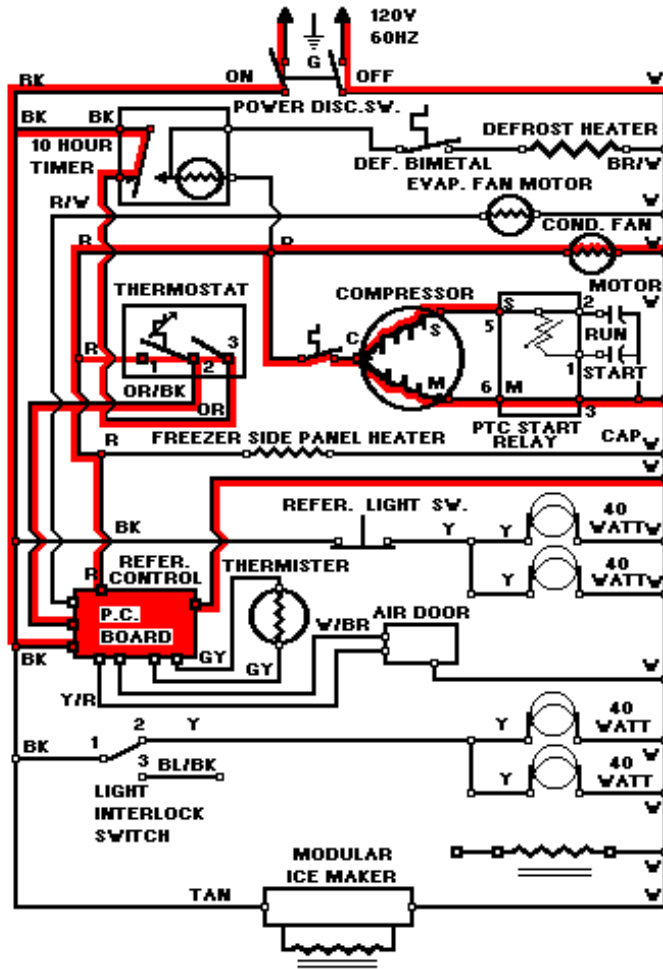 120V
60HZ
G
BK
ON
OFF
W
POWER DISC.SW.
BK
BK
10 HOUR
TIMER
DEFROST HEATER
DEF. BIMETAL
BR/W
EVAP. FAN MOTOR
R/W
W
COND. FAN
R
R
W
THERMOSTAT
COMPRESSOR
MOTOR
W
S
2
3
S
5
RUN
R
C
1
2
1
START
OR/BK
M
6
M
OR
3
PTC START
RELAY
CAP
R
FREEZER SIDE PANEL HEATER
W
W
REFER. LIGHT SW.
40
WATT
W
BK
Y
Y
REFER.
CONTROL
THERMISTER
40
WATT
W
R
Y
P.C.
BOARD
AIR DOOR
W/BR
GY
GY
BK
W
Y/R
2
Y
Y
40
WATT
BK
1
W
3
BL/BK
40
WATT
Y
LIGHT
INTERLOCK
SWITCH
W
MODULAR
ICE MAKER
W
TAN
W